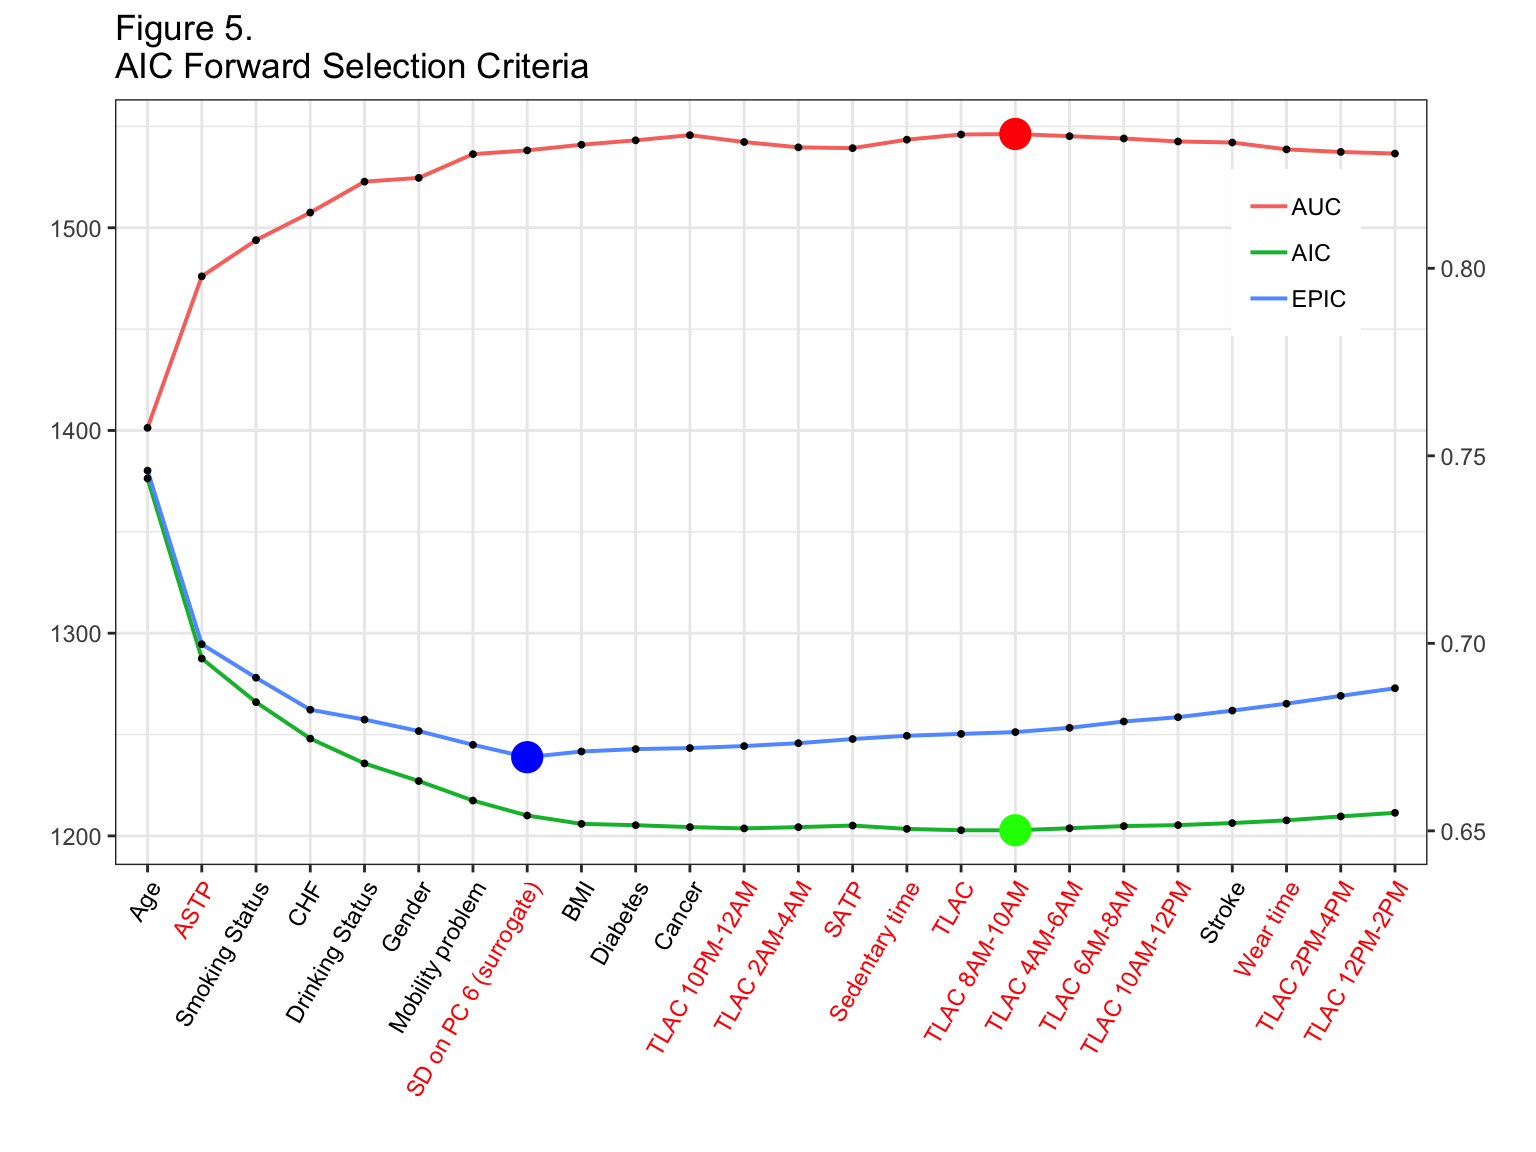 Figure 5.
AIC Forward Selection Criteria
1500
1400
1300
1200
0.80
0.75
0.70
0.65
AUC
AIC
EPIC
Age
ASTP
Smoking Status
CHF
Drinking Status
Gender
Mobility problem
SD on PC 6 (surrogate)
BMI
Diabetes
Cancer
TLAC 10PM-12AM
TLAC 2AM-4AM
SATP
Sedentary time
TLAC
TLAC 8AM-10AM
TLAC 4AM-6AM
TLAC 6AM-8AM
TLAC 10AM-12PM
Stroke
Wear time
TLAC 2PM-4PM
TLAC 12PM-2PM